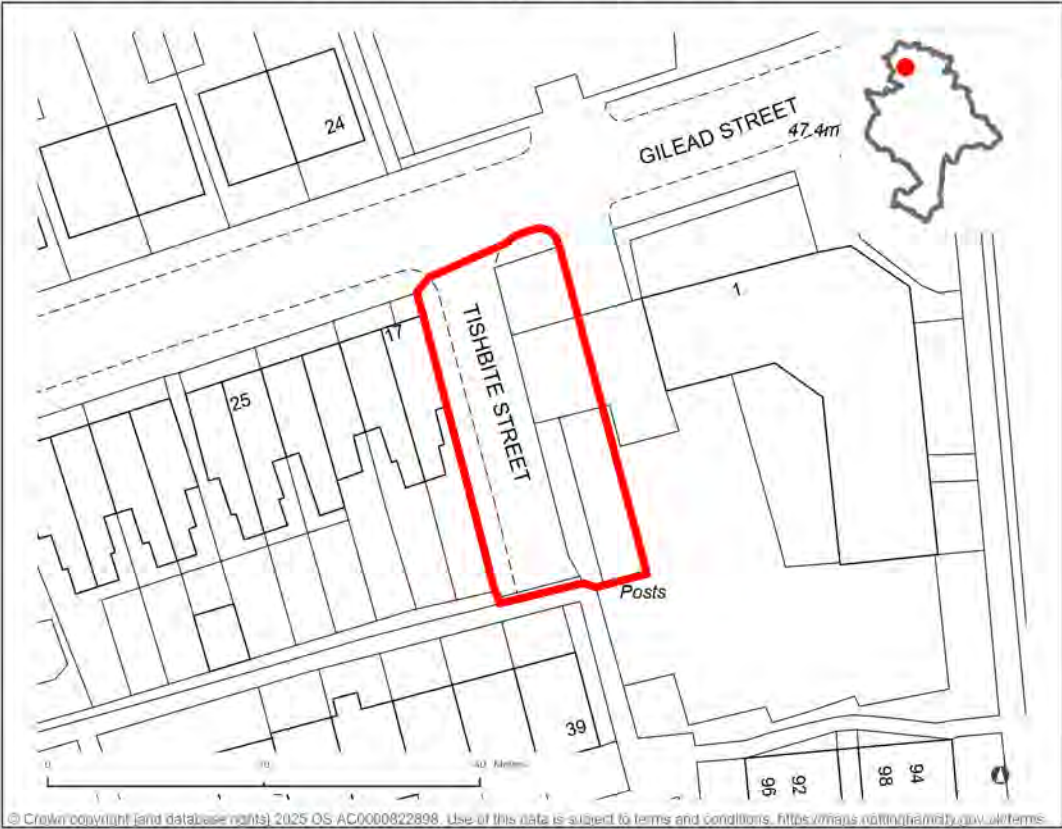 24
GILEAD STREET
47.4m
1
17
TISHBITE STREET
25
Posts
39
96
92
98
94
0
40 Metres
© Crown copyright (and database rights) 2025 OS AC0000822898. Use of this data is subject to terms and conditions. https://maps.nottinghamcity.gov.uk/terms.